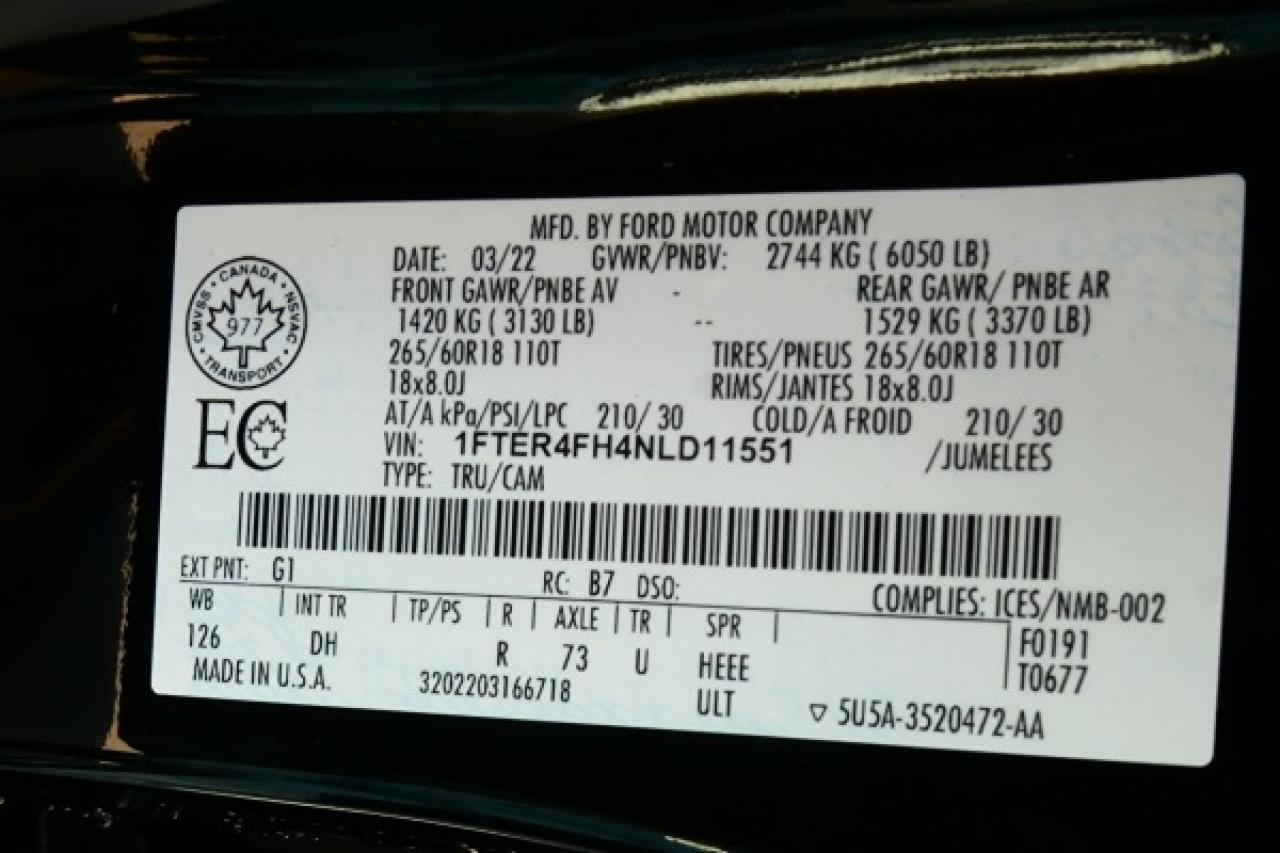 MFD. BY FORD MOTOR COMPANY
DATE: 03/22 GVWR/PNBV: 2744 KG ( 6050 LB)
FRONT GAWR/PNBE AV - REAR GAWR/ PNBE AR
1420 KG ( 3130 LB) -- 1529 KG ( 3370 LB)
265/60R18 110T TIRES/PNEUS 265/60R18 110T
18x8.0J RIMS/JANTES 18x8.0J
AT/A kPa/PSI/LPC 210/ 30 COLD/A FROID 210/ 30
VIN: 1FTER4FH4NLD11551 /JUMELEES
TYPE: TRU/CAM
CANADA
CMVSS • NSVAC
977
TRANSPORT
EC
EXT PNT: G1 RC: B7 DSO: COMPLIES: ICES/NMB-002
WB | INT TR | TP/PS | R | AXLE | TR | SPR | F0191
126 DH R 73 U HEEE T0677
MADE IN U.S.A. 3202203166718 ULT ▽ 5U5A-3520472-AA